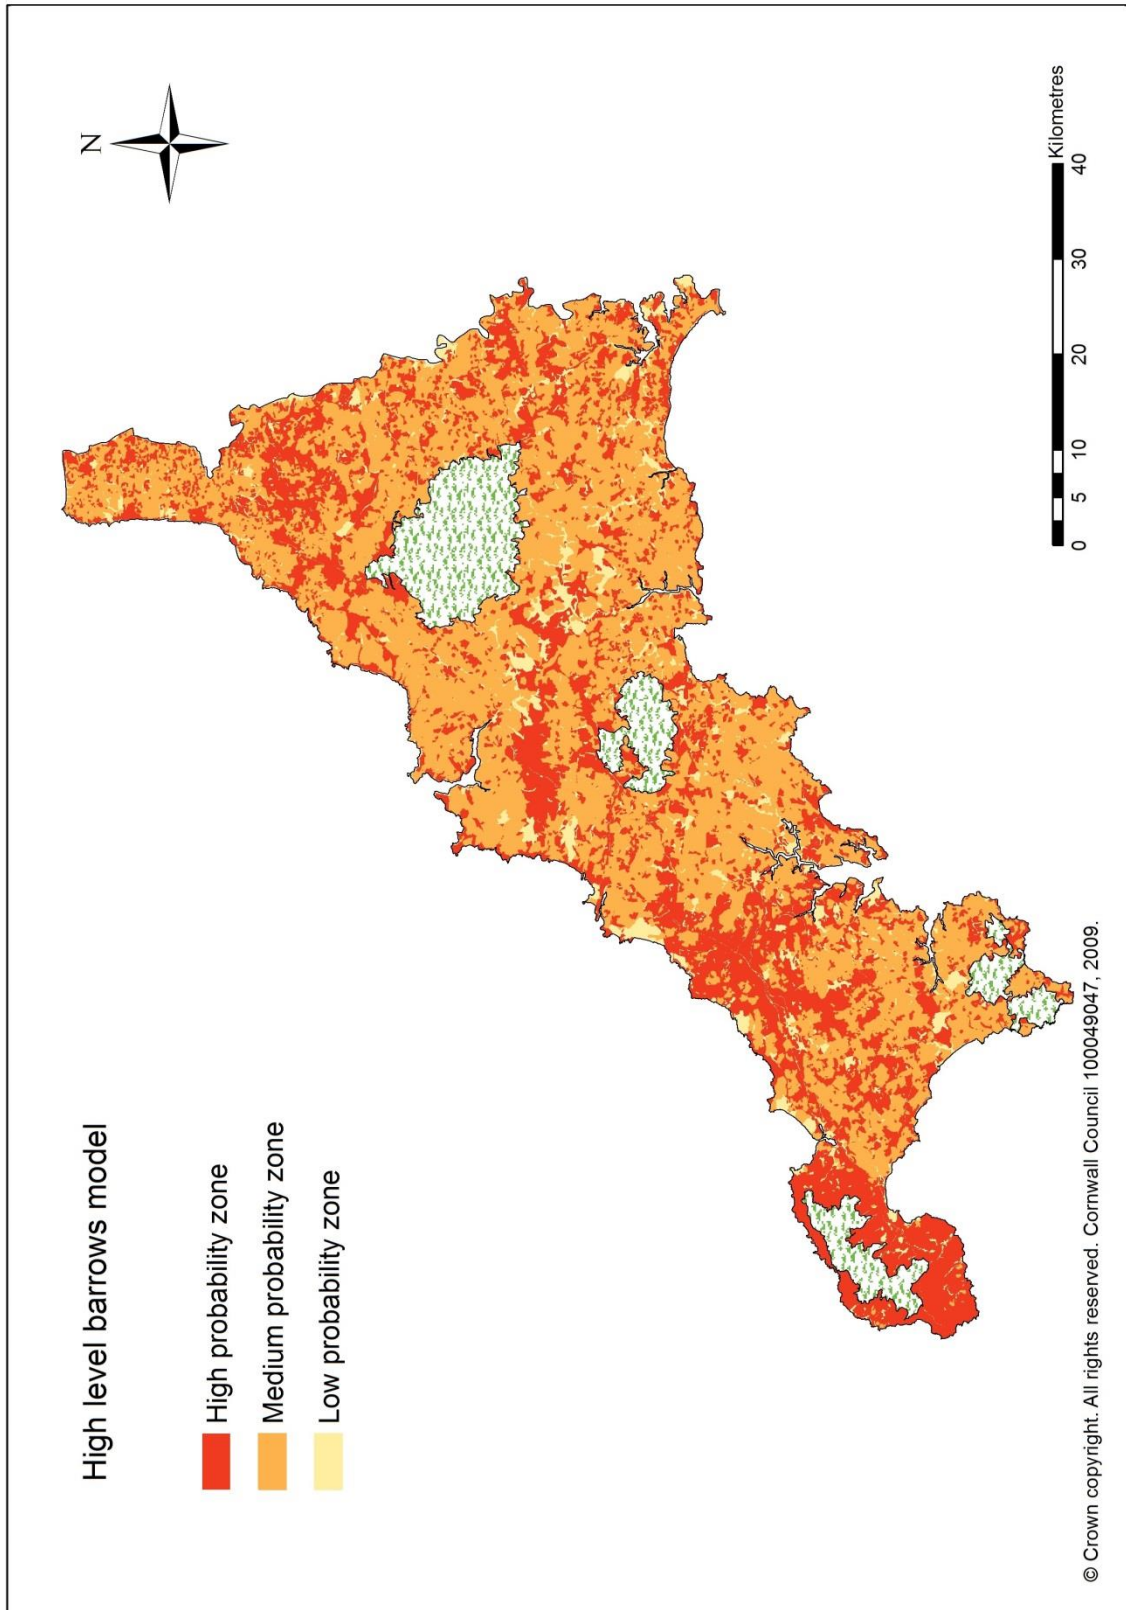 High level barrows model
High probability zone
Medium probability zone
Low probability zone
N
0 5 10 20 30 40
Kilometres
© Crown copyright. All rights reserved. Cornwall Council 100049047, 2009.